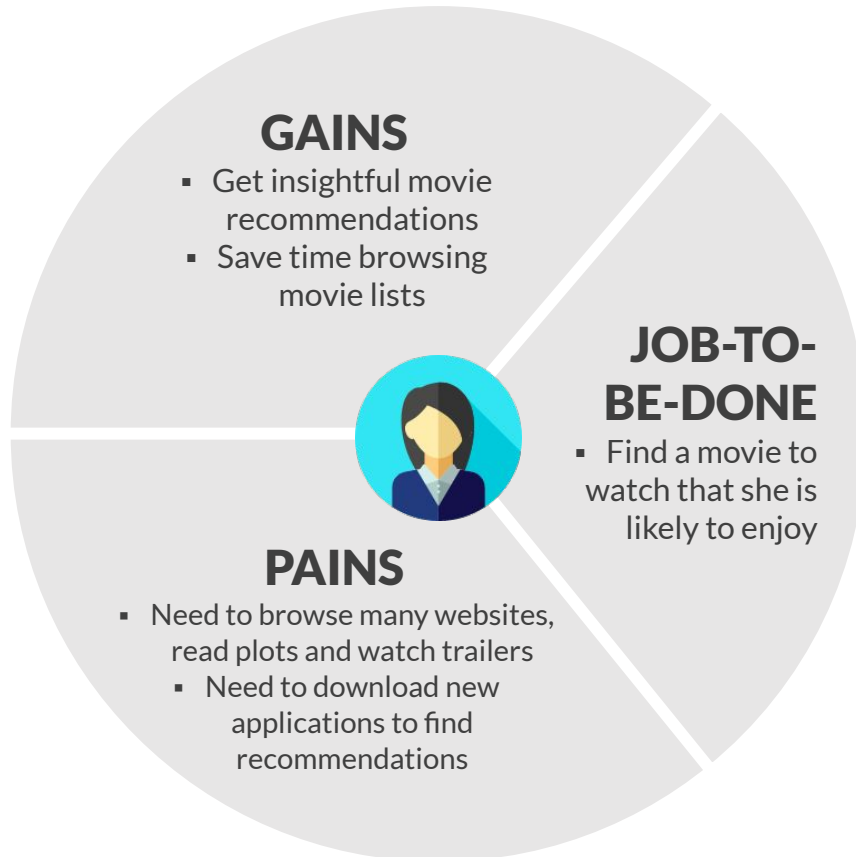 GAINS
▪ Get insightful movie
recommendations
▪ Save time browsing
movie lists
JOB-TO-
BE-DONE
▪ Find a movie to
watch that she is
likely to enjoy
PAINS
▪ Need to browse many websites,
read plots and watch trailers
▪ Need to download new
applications to find
recommendations